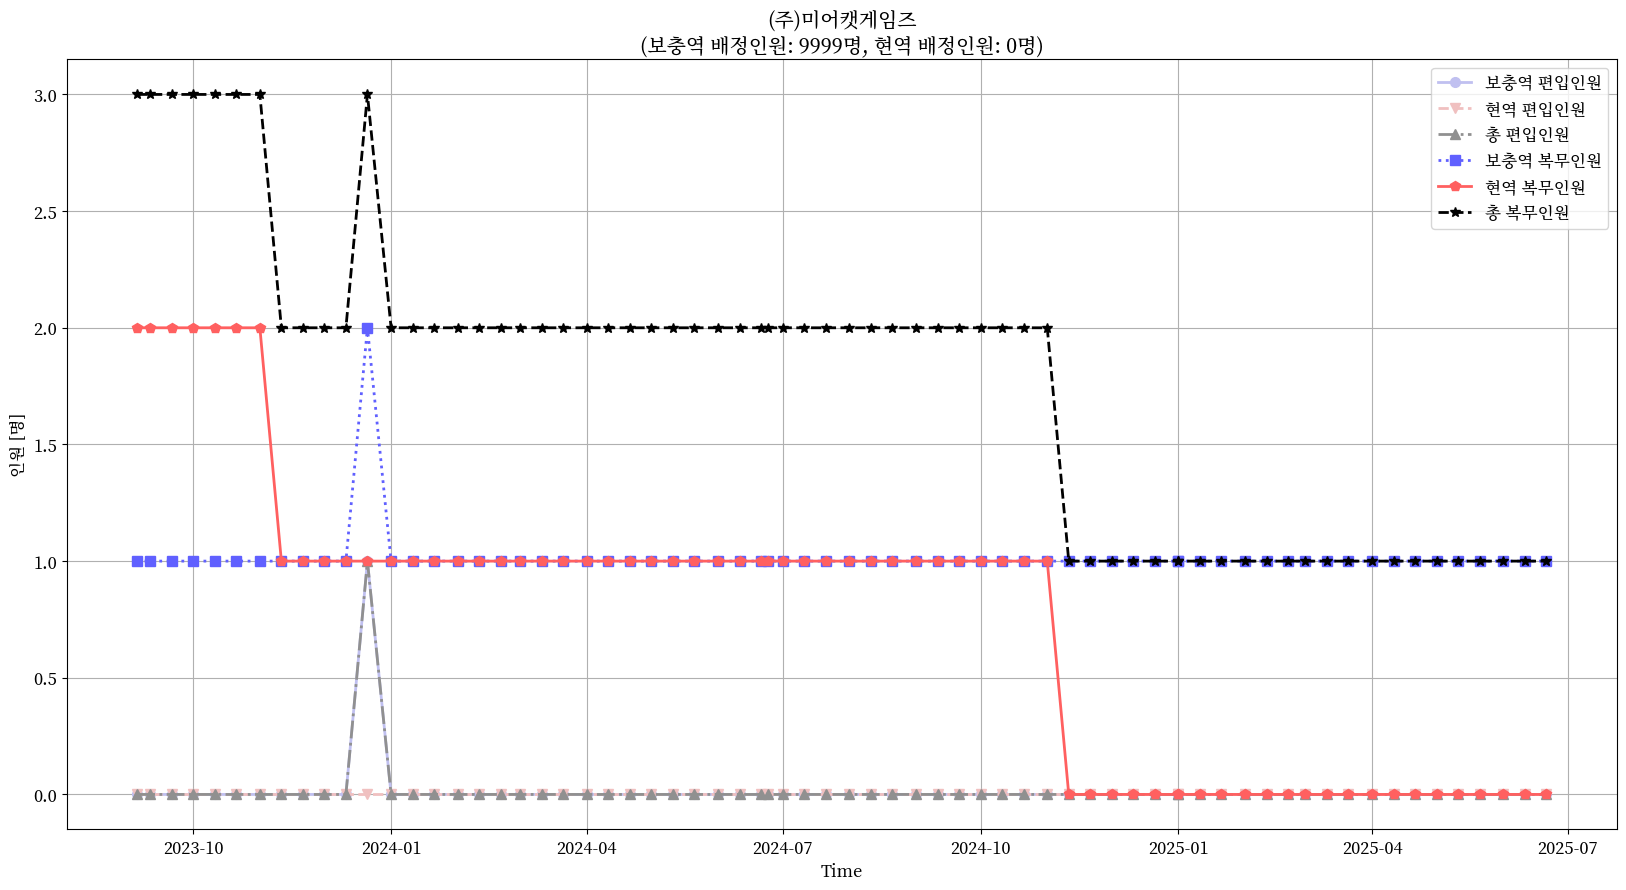 (주)미어캣게임즈
(보충역 배정인원: 9999명, 현역 배정인원: 0명)
보충역 편입인원
현역 편입인원
총 편입인원
보충역 복무인원
현역 복무인원
총 복무인원
3.0
2.5
2.0
1.5
1.0
0.5
0.0
인원 [명]
2023-10
2024-01
2024-04
2024-07
2024-10
2025-01
2025-04
2025-07
Time